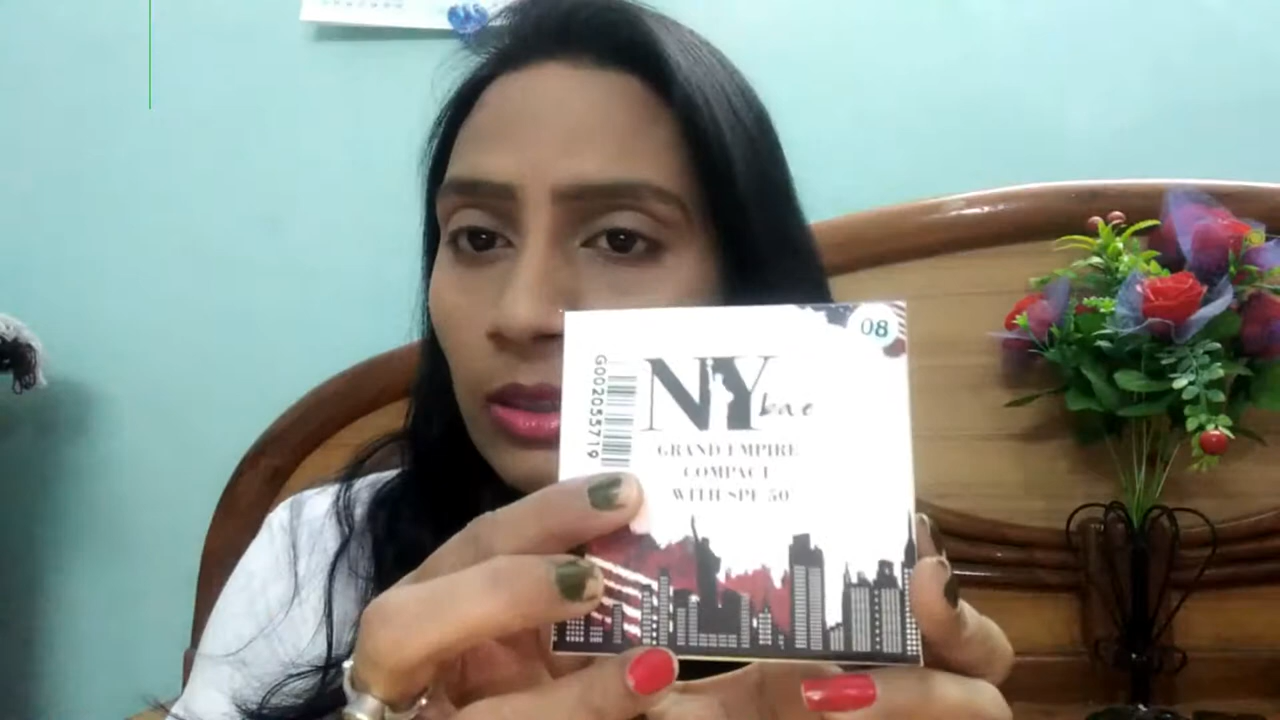 08
NY bae
G002055719
GRAND EMPIRE
COMPACT
WITH SPF 50